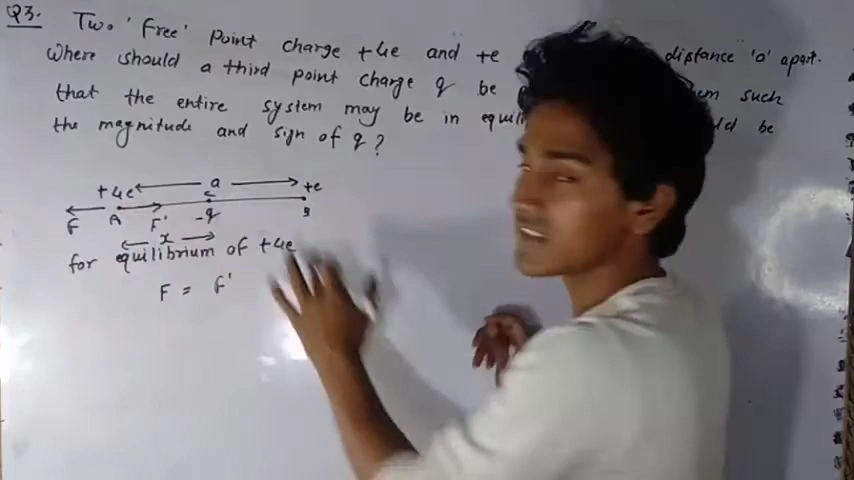 Q3. Two 'free' point charge +4e and +e distance 'a' apart.
Where should a third point charge q be such
that the entire system may be in be
the magnitude and sign of q?
a
+4e C +e
F A F' -q B
x
for equilibrium of +4e
F = F'